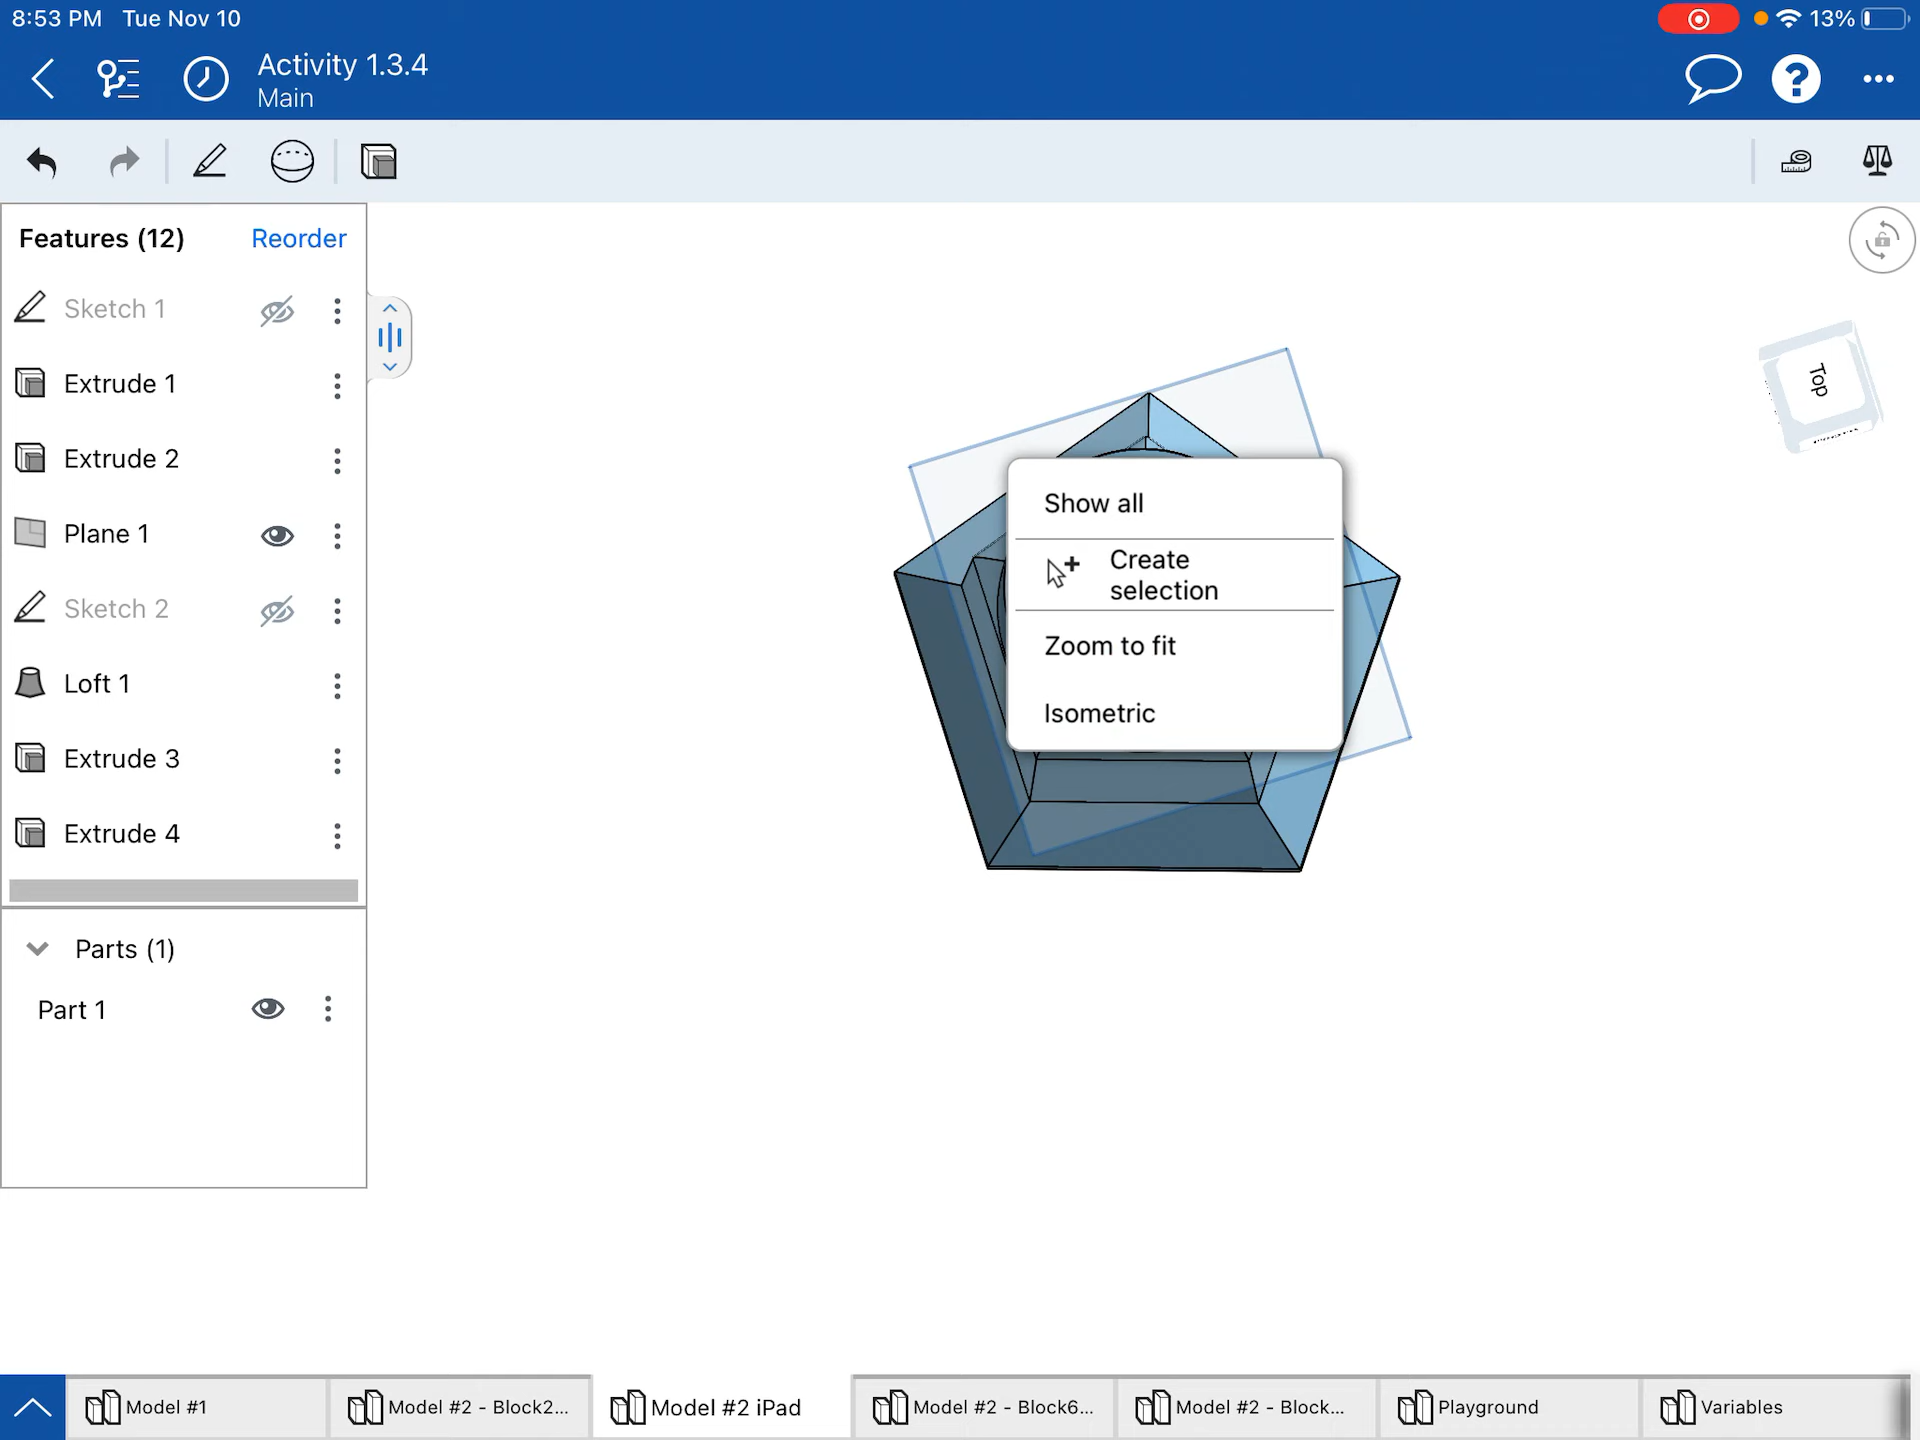 8:53 PM Tue Nov 10
13%
Activity 1.3.4
Main
?
Features (12) Reorder
Sketch 1
Extrude 1
Extrude 2
Plane 1
Sketch 2
Loft 1
Extrude 3
Extrude 4
Parts (1)
Part 1
Top
Show all
Create
selection
Zoom to fit
Isometric
Model #1
Model #2 - Block2...
Model #2 iPad
Model #2 - Block6...
Model #2 - Block...
Playground
Variables